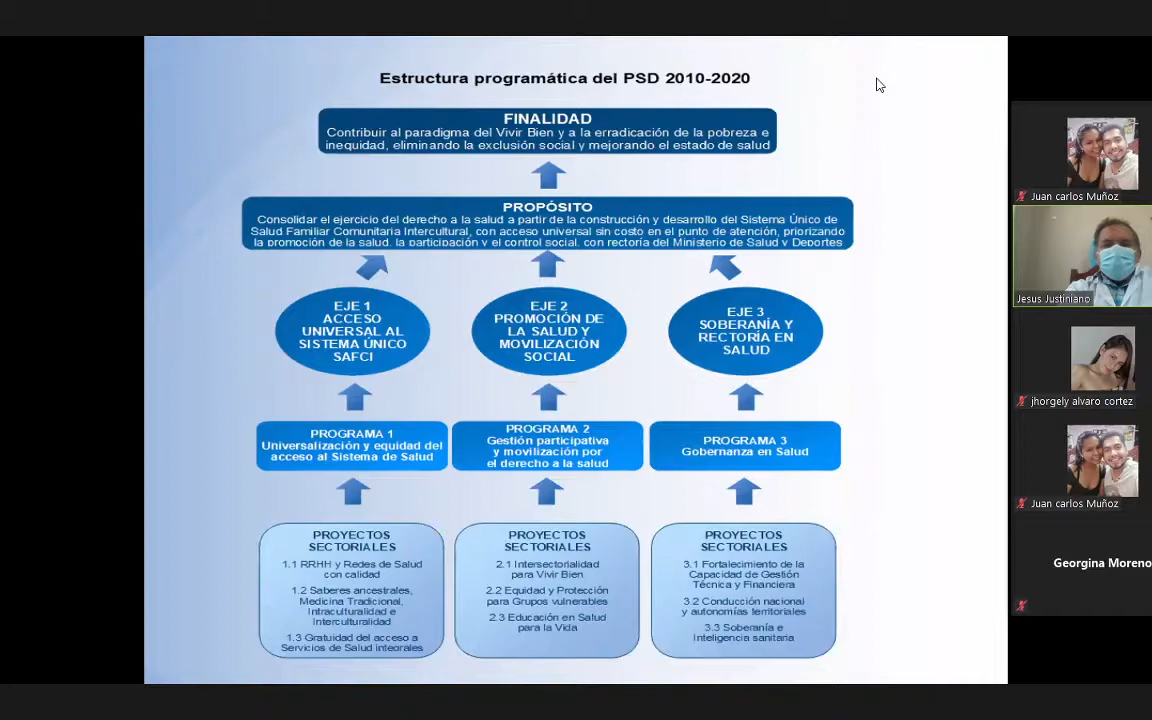 Estructura programática del PSD 2010-2020
FINALIDAD
Contribuir al paradigma del Vivir Bien y a la erradicación de la pobreza e
inequidad, eliminando la exclusión social y mejorando el estado de salud
PROPÓSITO
Consolidar el ejercicio del derecho a la salud a partir de la construcción y desarrollo del Sistema Único de
Salud Familiar Comunitaria Intercultural, con acceso universal sin costo en el punto de atención, priorizando
la promoción de la salud, la participación y el control social, con rectoría del Ministerio de Salud y Deportes
EJE 1
ACCESO
UNIVERSAL AL
SISTEMA ÚNICO
SAFCI
EJE 2
PROMOCIÓN DE
LA SALUD Y
MOVILIZACIÓN
SOCIAL
EJE 3
SOBERANÍA Y
RECTORÍA EN
SALUD
PROGRAMA 1
Universalización y equidad del
acceso al Sistema de Salud
PROGRAMA 2
Gestión participativa
y movilización por
el derecho a la salud
PROGRAMA 3
Gobernanza en Salud
PROYECTOS
SECTORIALES
1.1 RRHH y Redes de Salud
con calidad
1.2 Saberes ancestrales,
Medicina Tradicional,
Intraculturalidad e
Interculturalidad
1.3 Gratuidad del acceso a
Servicios de Salud integrales
PROYECTOS
SECTORIALES
2.1 Intersectorialidad
para Vivir Bien
2.2 Equidad y Protección
para Grupos vulnerables
2.3 Educación en Salud
para la Vida
PROYECTOS
SECTORIALES
3.1 Fortalecimiento de la
Capacidad de Gestión
Técnica y Financiera
3.2 Conducción nacional
y autonomías territoriales
3.3 Soberanía e
Inteligencia sanitaria
Juan carlos Muñoz
Jesus Justiniano
jhorgely alvaro cortez
Juan carlos Muñoz
Georgina Moreno